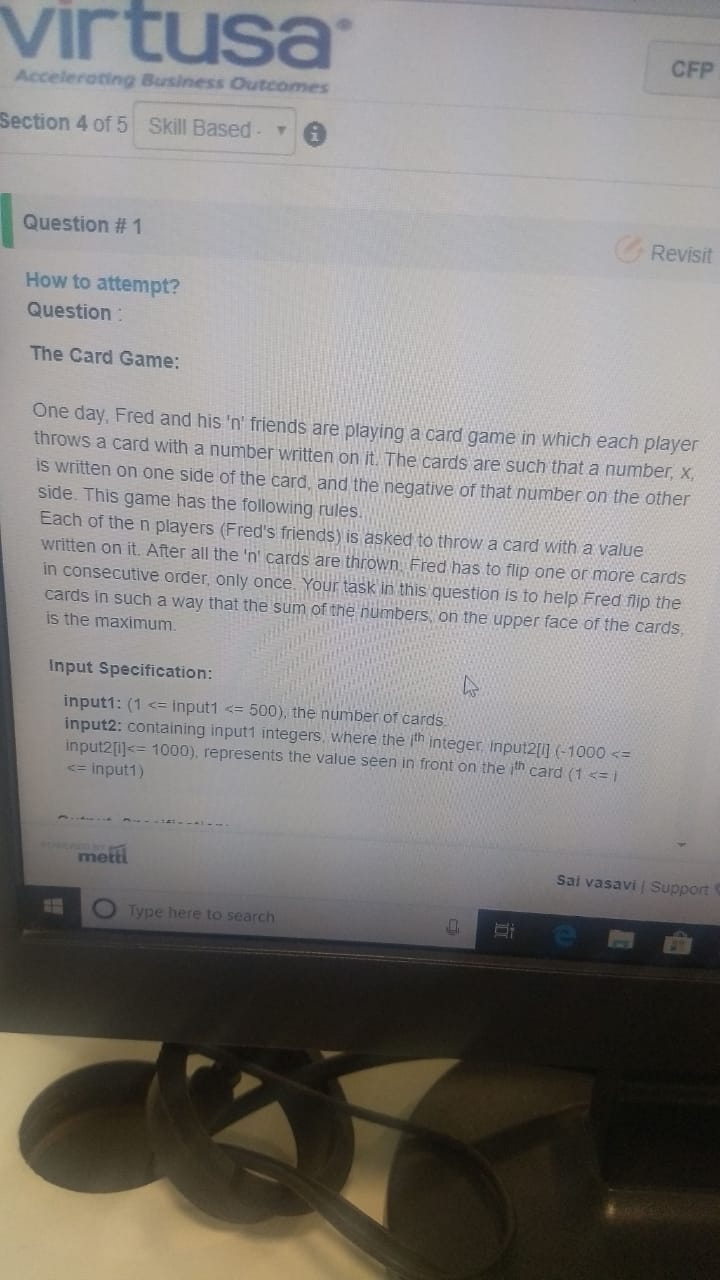 virtusa
Accelerating Business Outcomes
CFP
Section 4 of 5 Skill Based -
Question # 1
Revisit
How to attempt?
Question :
The Card Game:
One day, Fred and his 'n' friends are playing a card game in which each player
throws a card with a number written on it. The cards are such that a number, x,
is written on one side of the card, and the negative of that number on the other
side. This game has the following rules.
Each of the n players (Fred's friends) is asked to throw a card with a value
written on it. After all the 'n' cards are thrown, Fred has to flip one or more cards
in consecutive order, only once. Your task in this question is to help Fred flip the
cards in such a way that the sum of the numbers, on the upper face of the cards,
is the maximum.
Input Specification:
input1: (1 <= input1 <= 500), the number of cards.
input2: containing input1 integers, where the ith integer, input2[i] (-1000 <=
input2[i]<= 1000), represents the value seen in front on the ith card (1 <= i
<= input1)
POWERED BY
mettl
Sai vasavi | Support
Type here to search